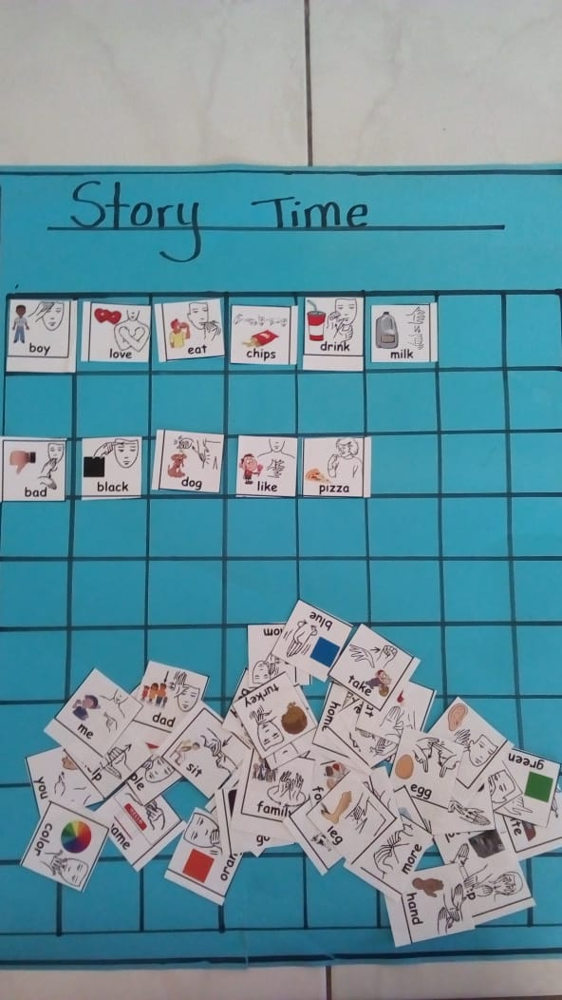 Story Time
boy love eat chips drink milk
bad black dog like pizza
blue
take
turkey
dad
me
sit
home
egg
green
you
family
leg
more
color
hand